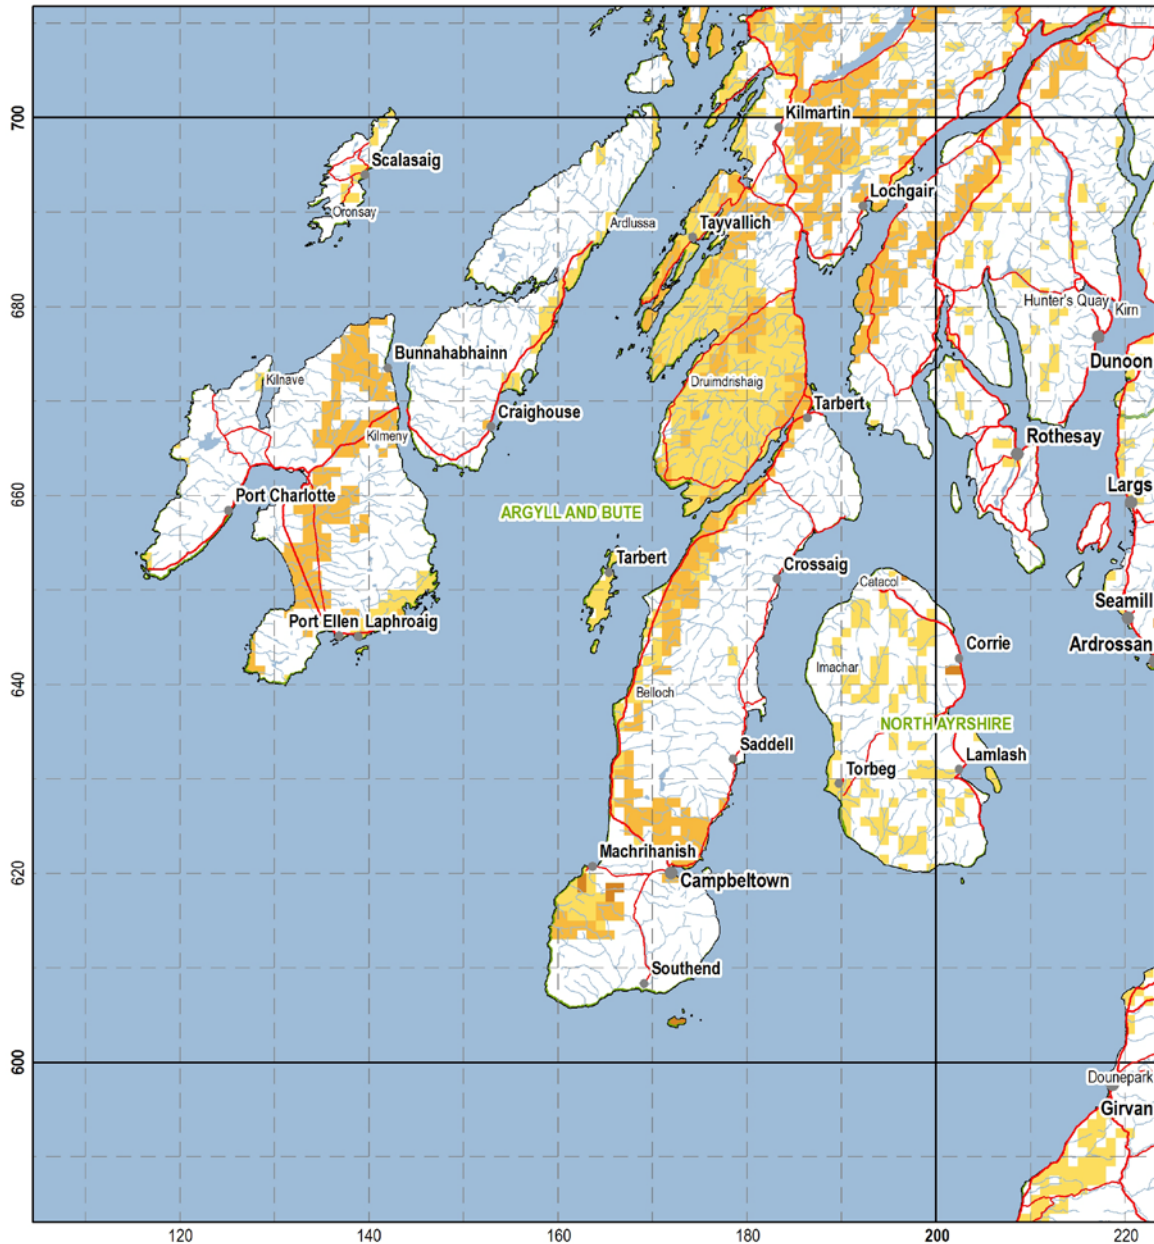 700
Kilmartin
Scalasaig
Lochgair
Oronsay
Ardlussa
Tayvallich
680
Hunter's Quay
Kirn
Bunnahabhainn
Dunoon
Kilnave
Druimdrishaig
Craighouse
Tarbert
Kilmeny
Rothesay
660
Port Charlotte
Largs
ARGYLL AND BUTE
Tarbert
Crossaig
Catacol
Seamill
Port Ellen
Laphroaig
Corrie
Ardrossan
Imachar
640
Belloch
NORTH AYRSHIRE
Saddell
Lamlash
Torbeg
Machrihanish
620
Campbeltown
Southend
600
Dounepark
Girvan
120
140
160
180
200
220